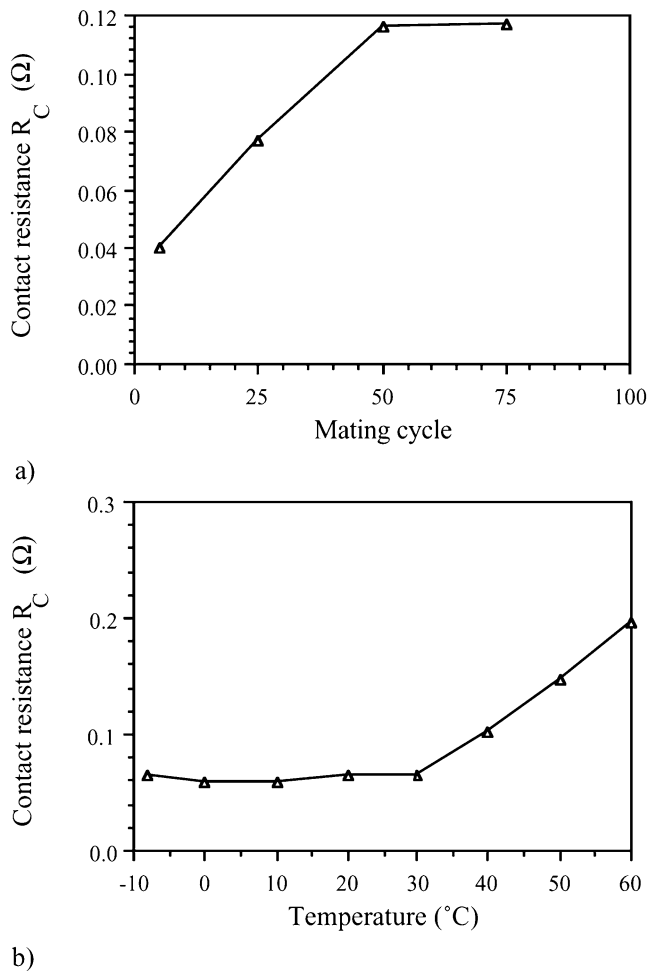 0.12
0.10
0.08
0.06
0.04
0.02
0.00
Contact resistance R_C (Ω)
0 25 50 75 100
Mating cycle
a)
0.3
0.2
0.1
0.0
Contact resistance R_C (Ω)
-10 0 10 20 30 40 50 60
Temperature (˚C)
b)